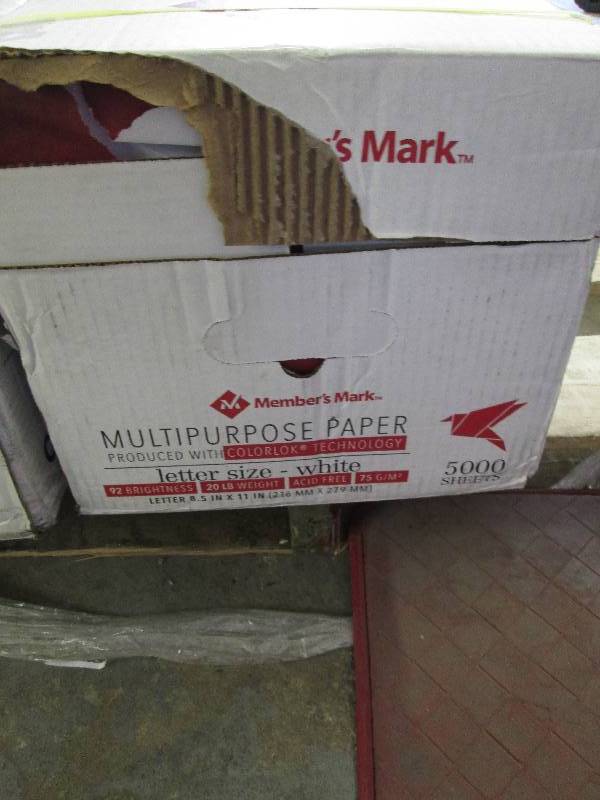 's Mark™
Member's Mark™
MULTIPURPOSE PAPER
PRODUCED WITH COLORLOK® TECHNOLOGY
letter size - white
92 BRIGHTNESS 20 LB WEIGHT ACID FREE 75 G/M²
LETTER 8.5 IN X 11 IN (216 MM X 279 MM)
5000
SHEETS